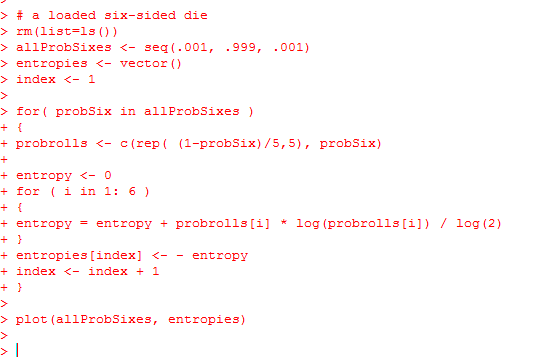 >
> # a loaded six-sided die
> rm(list=ls())
> allProbSixes <- seq(.001, .999, .001)
> entropies <- vector()
> index <- 1
>
> for( probSix in allProbSixes )
+ {
+ probrolls <- c(rep( (1-probSix)/5,5), probSix)
+
+ entropy <- 0
+ for ( i in 1: 6 )
+ {
+ entropy = entropy + probrolls[i] * log(probrolls[i]) / log(2)
+ }
+ entropies[index] <- - entropy
+ index <- index + 1
+ }
>
> plot(allProbSixes, entropies)
>
>